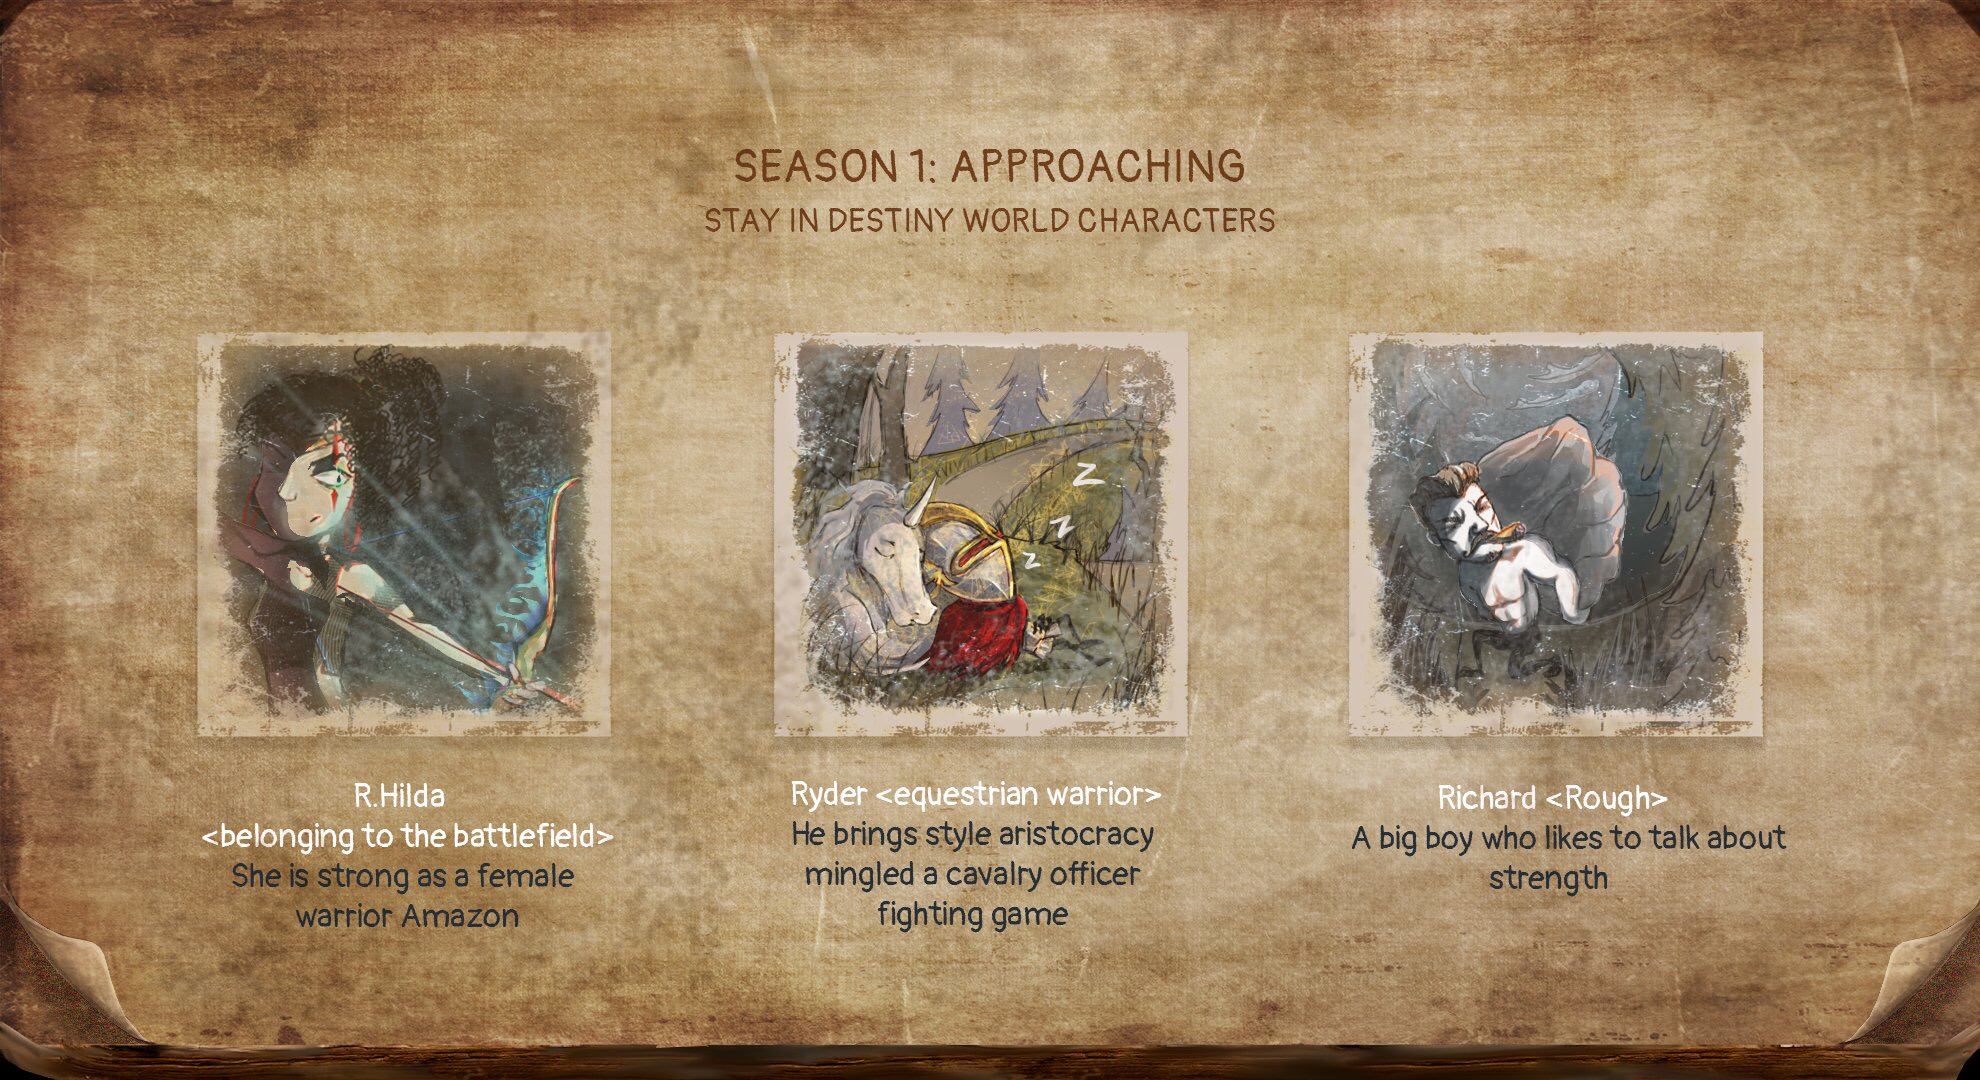 SEASON 1: APPROACHING
STAY IN DESTINY WORLD CHARACTERS
Z
Z
Z
R.Hilda
<belonging to the battlefield>
She is strong as a female
warrior Amazon
Ryder <equestrian warrior>
He brings style aristocracy
mingled a cavalry officer
fighting game
Richard <Rough>
A big boy who likes to talk about
strength